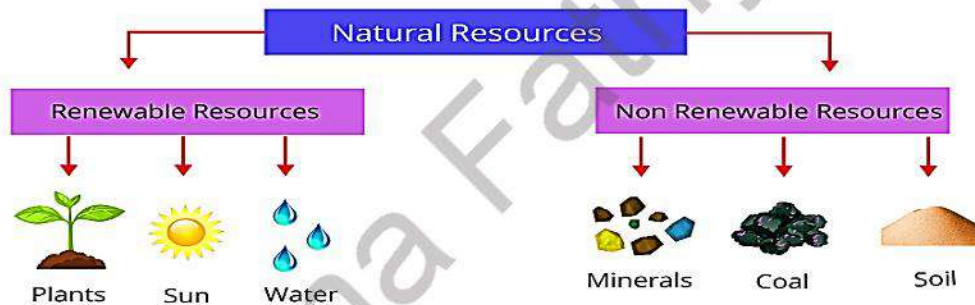 Natural Resources
Renewable Resources
Non Renewable Resources
Plants
Sun
Water
Minerals
Coal
Soil